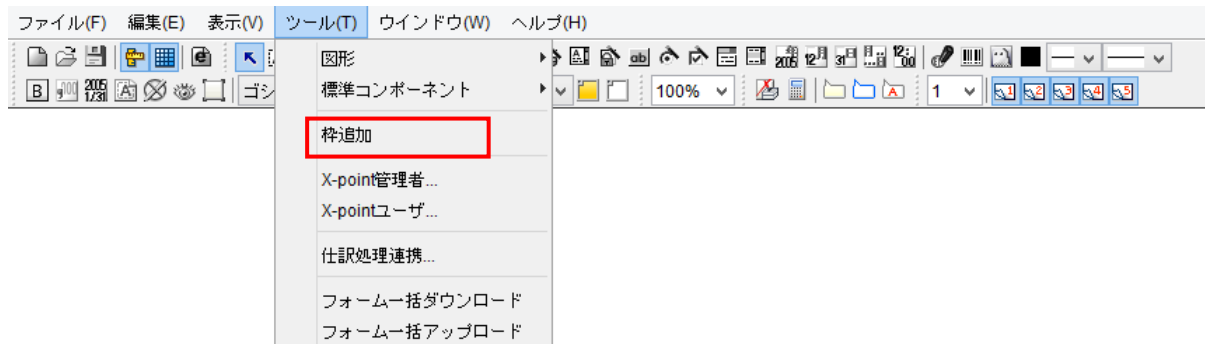 ファイル(F) 編集(E) 表示(V) ツール(T) ウインドウ(W) ヘルプ(H)
ゴシ 100% 1
図形
標準コンポーネント
枠追加
X-point管理者...
X-pointユーザ...
仕訳処理連携...
フォーム一括ダウンロード
フォーム一括アップロード